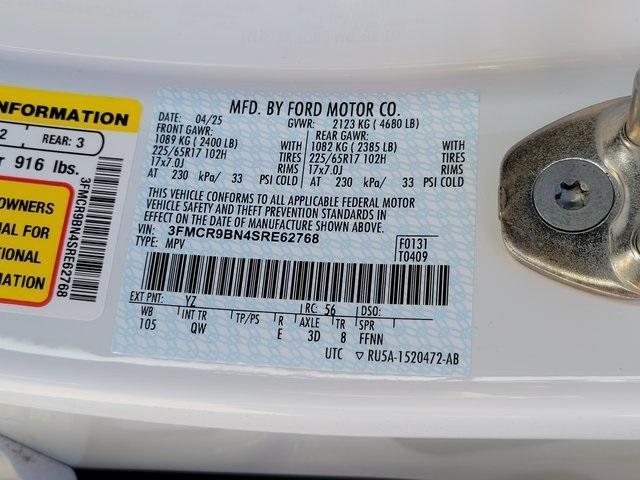 NFORMATION
2 REAR: 3
r 916 lbs.
OWNERS
AL FOR
TIONAL
ATION
3FMCR9BN4SRE62768
MFD. BY FORD MOTOR CO.
DATE: 04/25 GVWR: 2123 KG ( 4680 LB)
FRONT GAWR: REAR GAWR:
1089 KG ( 2400 LB) WITH 1082 KG ( 2385 LB) WITH
225/65R17 102H TIRES 225/65R17 102H TIRES
17x7.0J RIMS 17x7.0J RIMS
AT 230 kPa/ 33 PSI COLD AT 230 kPa/ 33 PSI COLD
THIS VEHICLE CONFORMS TO ALL APPLICABLE FEDERAL MOTOR
VEHICLE SAFETY AND THEFT PREVENTION STANDARDS IN
EFFECT ON THE DATE OF MANUFACTURE SHOWN ABOVE.
VIN: 3FMCR9BN4SRE62768
TYPE: MPV F0131
T0409
EXT PNT: YZ RC: 56 DSO:
WB INT TR TP/PS R AXLE TR SPR
105 QW E 3D 8 FFNN
UTC RU5A-1520472-AB